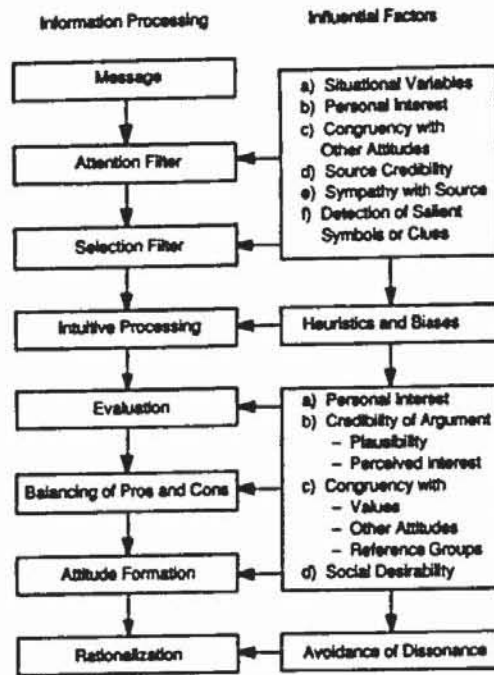 Information Processing
Influential Factors
Message
Attention Filter
Selection Filter
Intuitive Processing
Evaluation
Balancing of Pros and Cons
Attitude Formation
Rationalization
a) Situational Variables
b) Personal Interest
c) Congruency with
Other Attitudes
d) Source Credibility
e) Sympathy with Source
f) Detection of Salient
Symbols or Clues
Heuristics and Biases
a) Personal Interest
b) Credibility of Argument
– Plausibility
– Perceived Interest
c) Congruency with
– Values
– Other Attitudes
– Reference Groups
d) Social Desirability
Avoidance of Dissonance